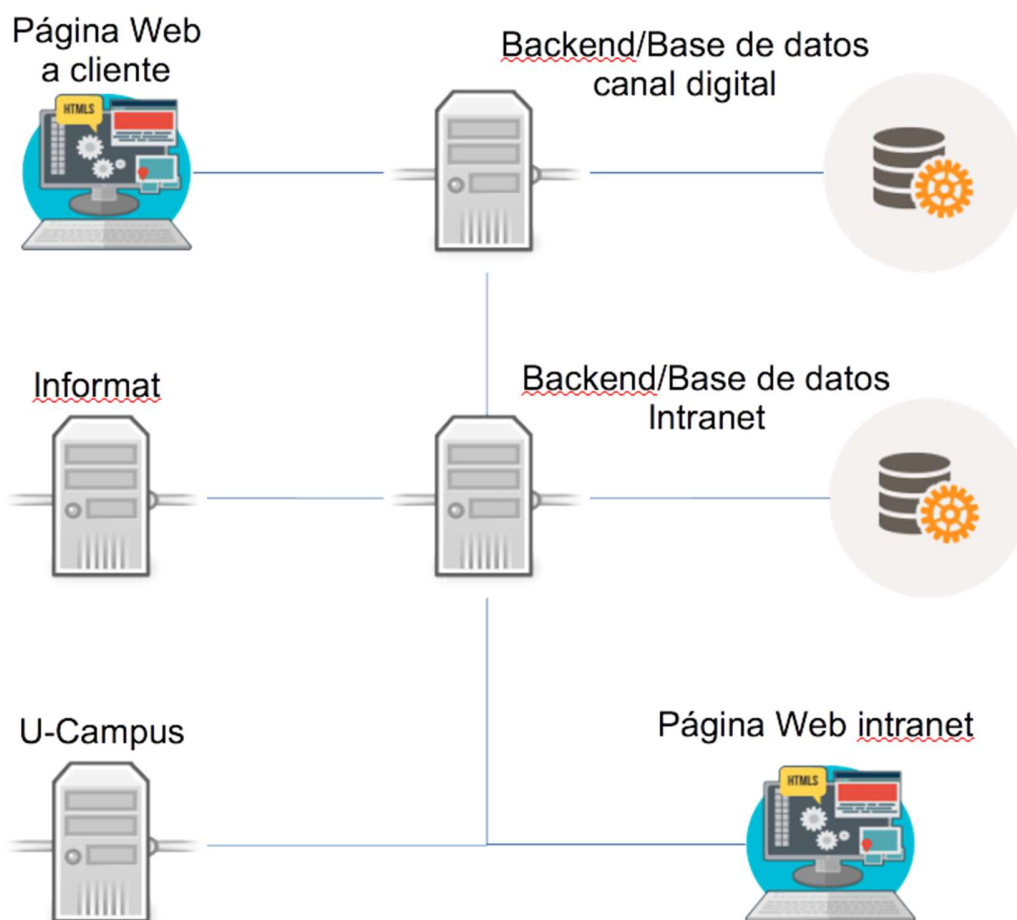 Página Web
a cliente
HTML5
Backend/Base de datos
canal digital
Informat
Backend/Base de datos
Intranet
U-Campus
Página Web intranet
HTML5